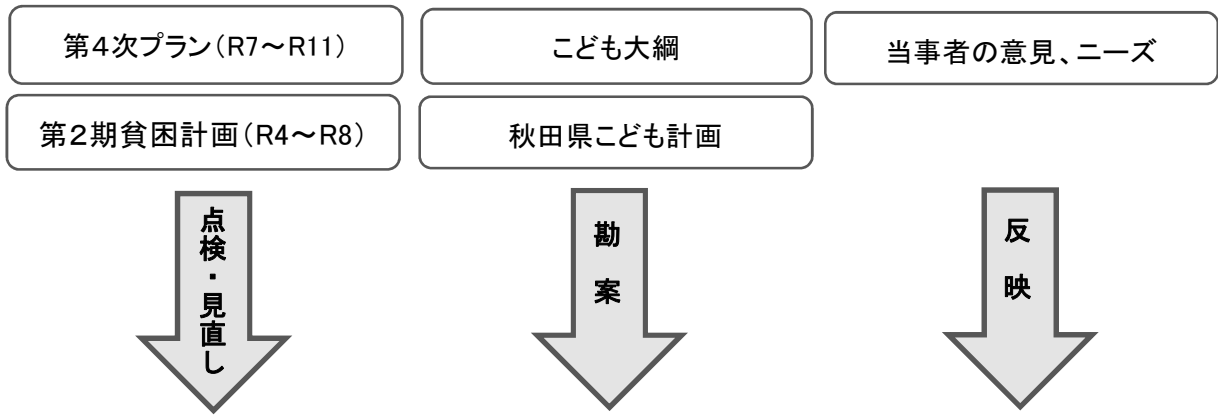 第４次プラン（R7～R11）
こども大綱
当事者の意見、ニーズ
第２期貧困計画（R4～R8）
秋田県こども計画
点検・見直し
勘案
反映